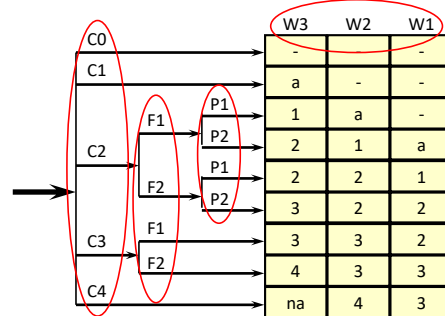 W3 W2 W1
C0 - - -
C1 a - -
P1 1 a -
F1
P2 2 1 a
C2 P1 2 2 1
F2 P2 3 2 2
F1 3 3 2
C3
F2 4 3 3
C4 na 4 3